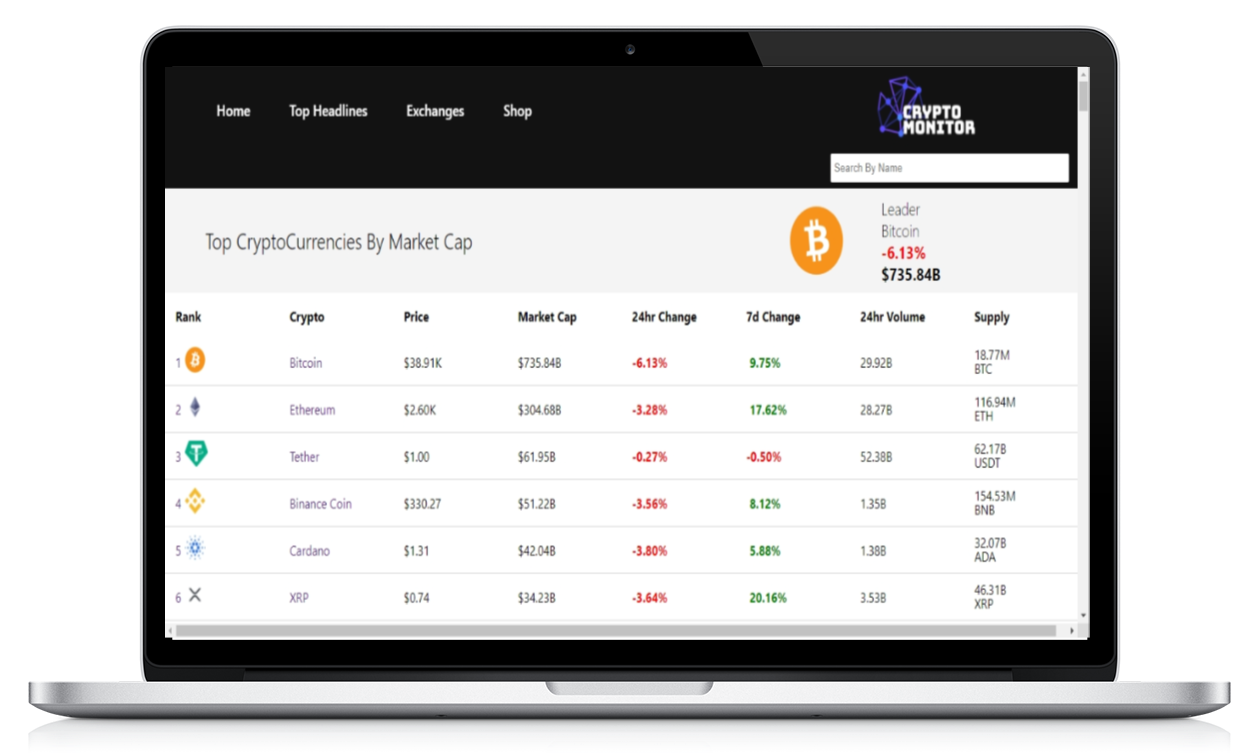 Home Top Headlines Exchanges Shop
CRYPTO
MONITOR
Search By Name
Top CryptoCurrencies By Market Cap
Leader
Bitcoin
-6.13%
$735.84B
Rank Crypto Price Market Cap 24hr Change 7d Change 24hr Volume Supply
1 Bitcoin $38.91K $735.84B -6.13% 9.75% 29.92B 18.77M
BTC
2 Ethereum $2.60K $304.68B -3.28% 17.62% 28.27B 116.94M
ETH
3 Tether $1.00 $61.95B -0.27% -0.50% 52.38B 62.17B
USDT
4 Binance Coin $330.27 $51.22B -3.56% 8.12% 1.35B 154.53M
BNB
5 Cardano $1.31 $42.04B -3.80% 5.88% 1.38B 32.07B
ADA
6 XRP $0.74 $34.23B -3.64% 20.16% 3.53B 46.31B
XRP